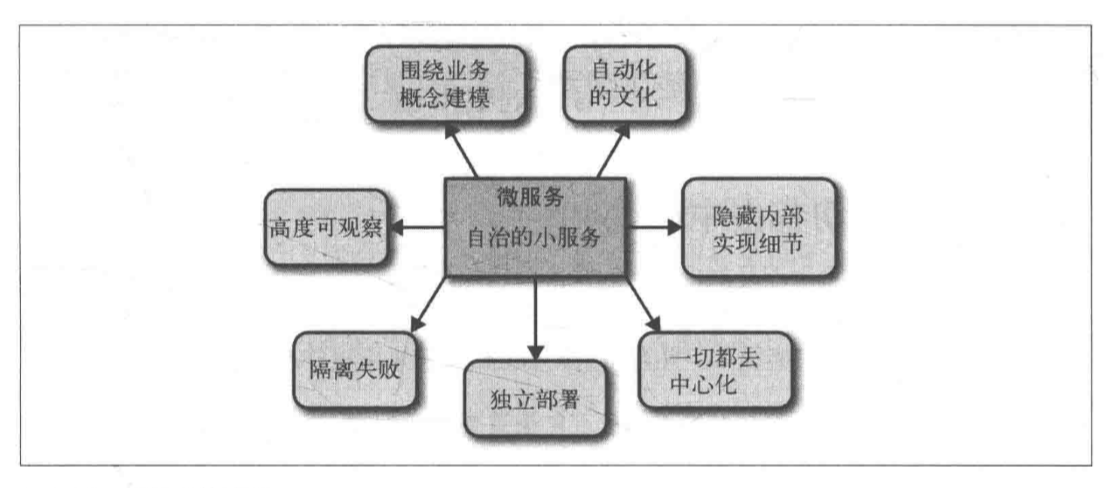 围绕业务
概念建模
自动化
的文化
微服务
自治的小服务
高度可观察
隐藏内部
实现细节
隔离失败
独立部署
一切都去
中心化